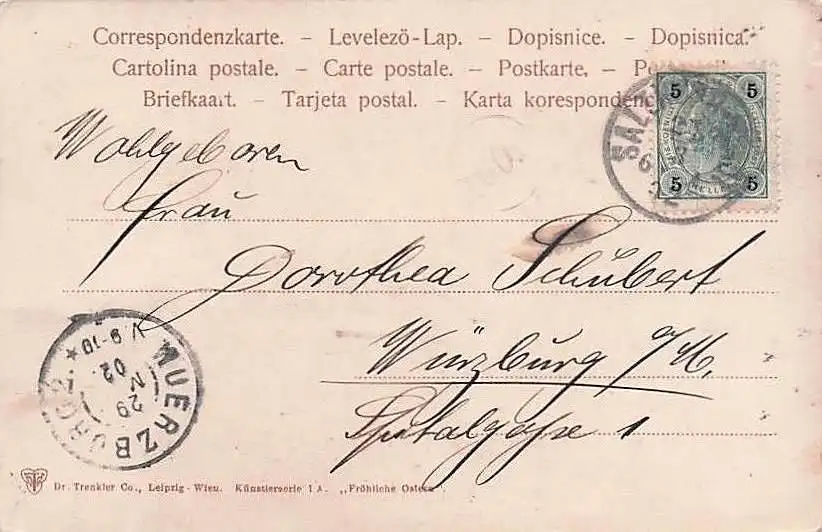 Correspondenzkarte. – Levelező-Lap. – Dopisnice. – Dopisnica.
Cartolina postale. – Carte postale. – Postkarte. –
Briefkaart. – Tarjeta postal. – Karta korespondenc
5 5
5 5
HELLER
SALZ
Wohlgeboren
Frau
Dorothea Schubert
Würzburg a/M.
Spitalgasse 1
WUERZBURG 2.
29
IV
02.
V 9-10
Dr. Trenkler Co., Leipzig - Wien. Künstlerserie 1 A. „Fröhliche Ostern"